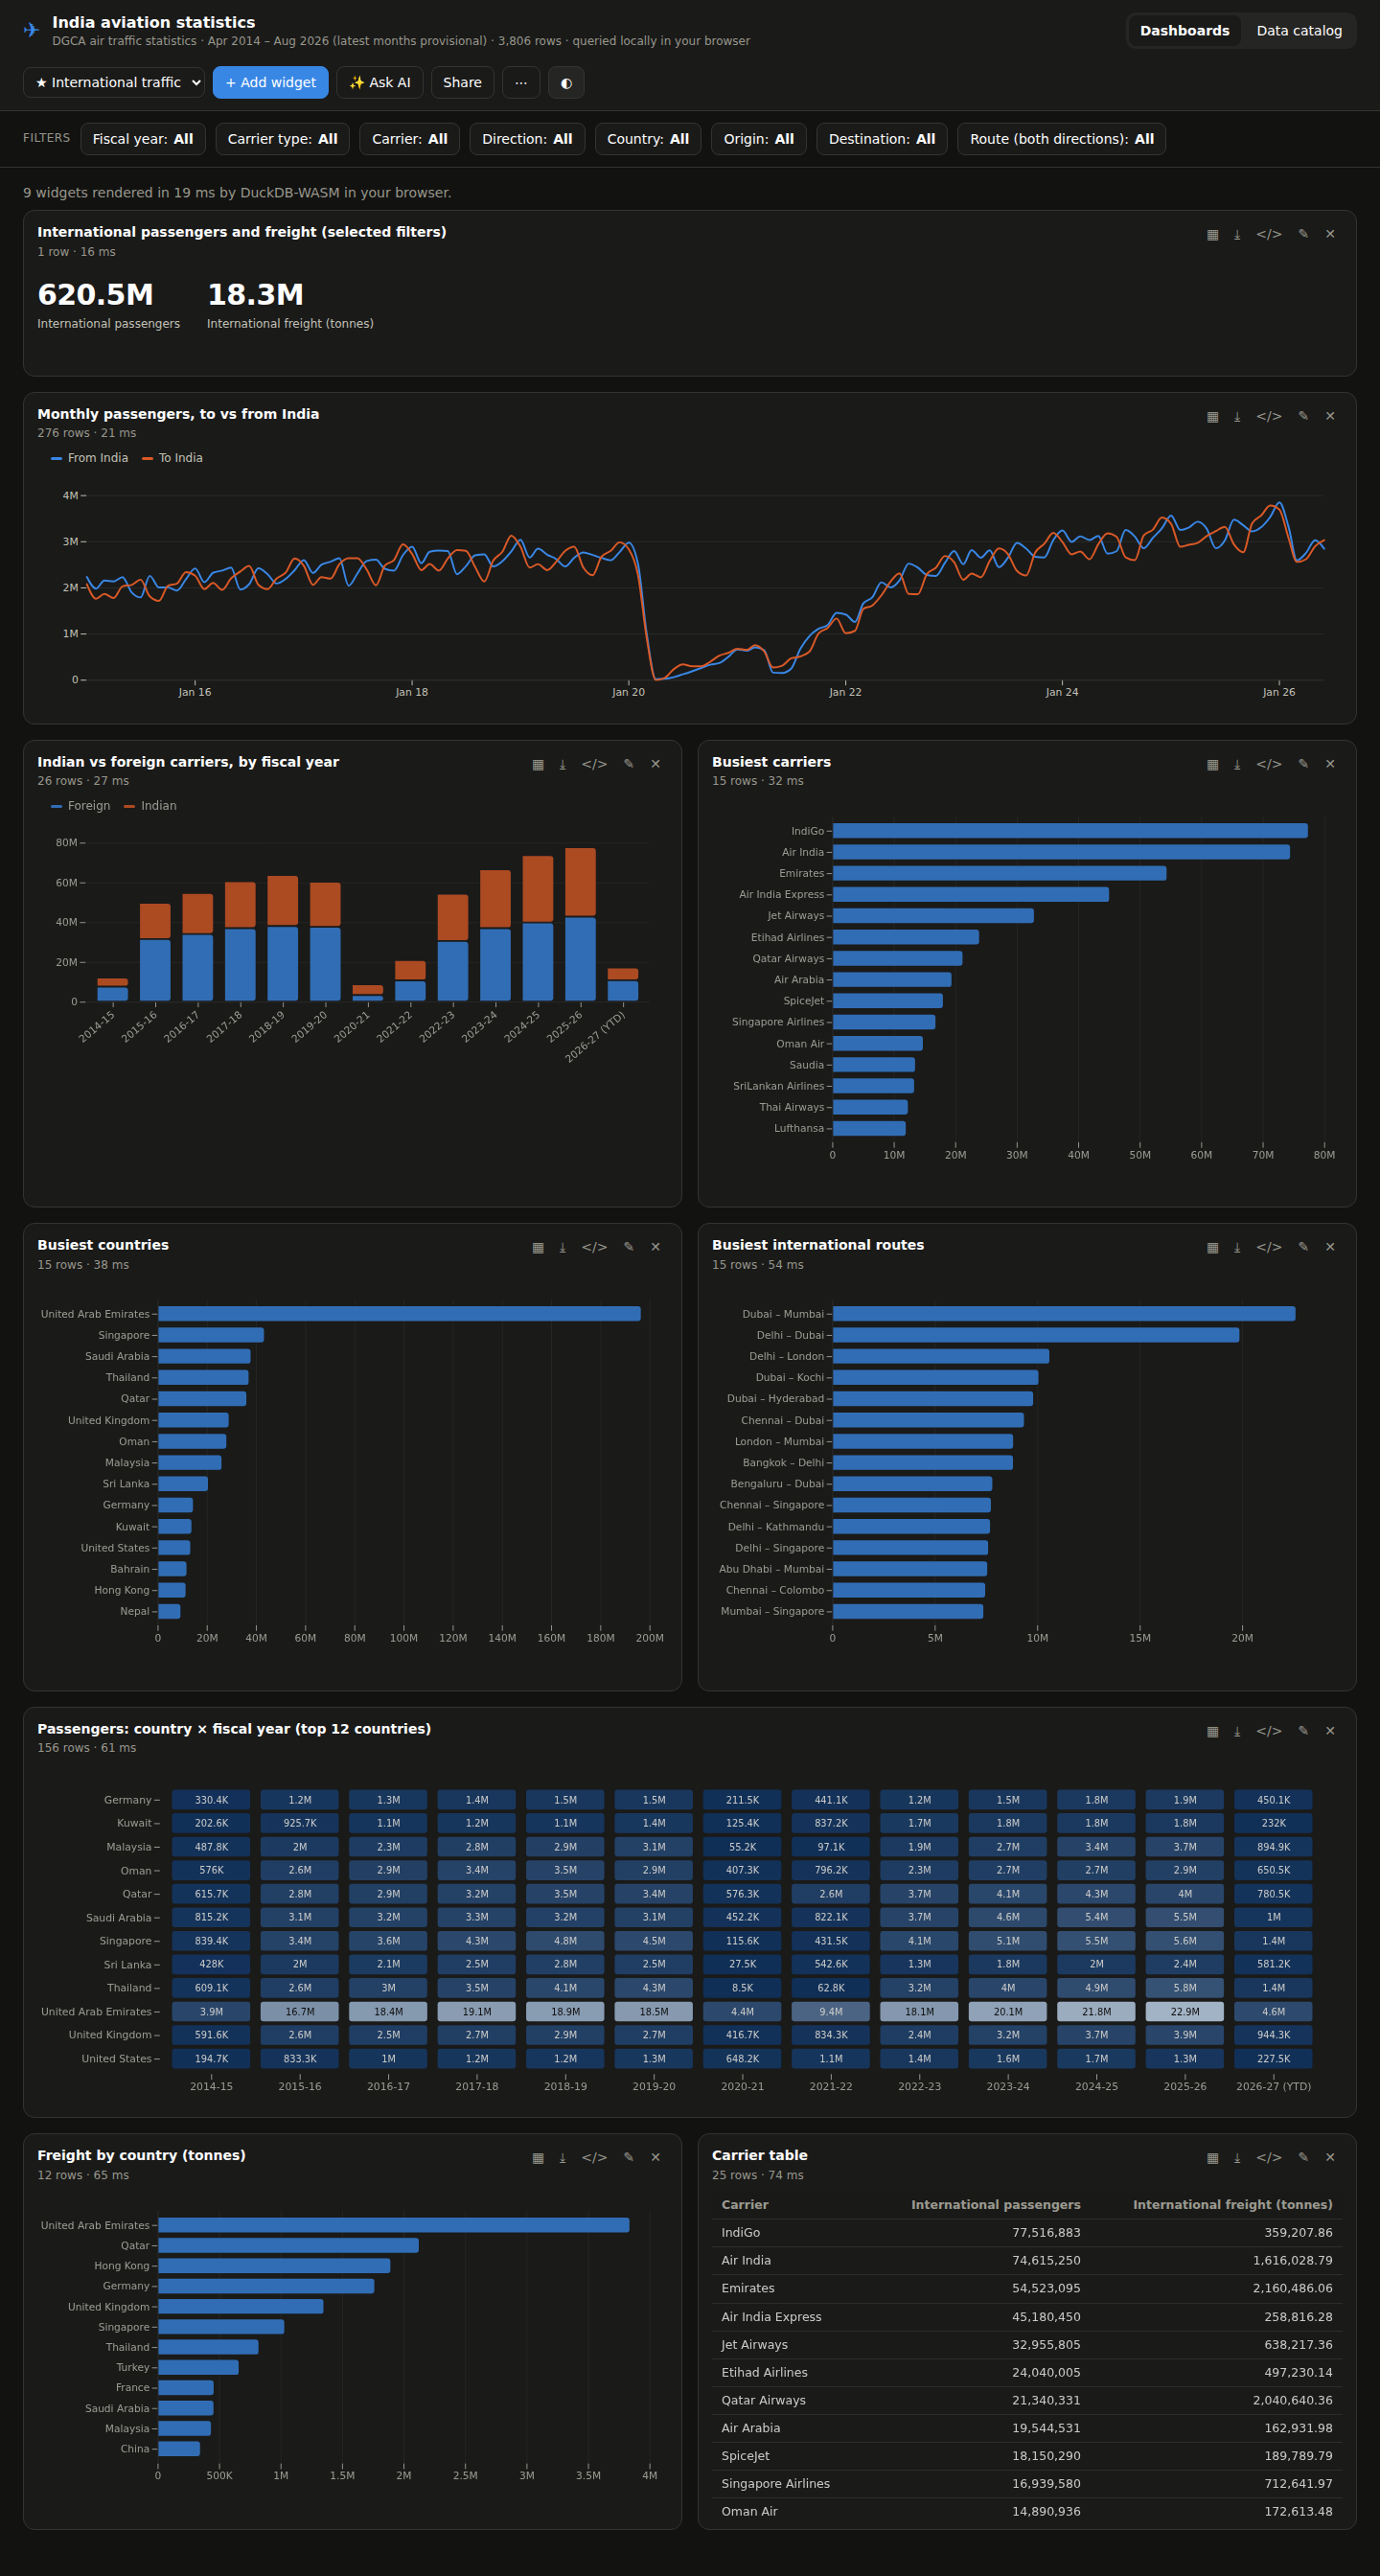 ✈ India aviation statistics
DGCA air traffic statistics · Apr 2014 – Aug 2026 (latest months provisional) · 3,806 rows · queried locally in your browser
Dashboards Data catalog
★ International traffic + Add widget ✨ Ask AI Share ⋯ ◐
FILTERS Fiscal year: All Carrier type: All Carrier: All Direction: All Country: All Origin: All Destination: All Route (both directions): All
9 widgets rendered in 19 ms by DuckDB-WASM in your browser.
International passengers and freight (selected filters) ▦ ⤓ </> ✎ ✕
1 row · 16 ms
620.5M 18.3M
International passengers International freight (tonnes)
Monthly passengers, to vs from India ▦ ⤓ </> ✎ ✕
276 rows · 21 ms
From India To India
4M
3M
2M
1M
0
Jan 16 Jan 18 Jan 20 Jan 22 Jan 24 Jan 26
Indian vs foreign carriers, by fiscal year ▦ ⤓ </> ✎ ✕
26 rows · 27 ms
Foreign Indian
80M
60M
40M
20M
0
2014-15 2015-16 2016-17 2017-18 2018-19 2019-20 2020-21 2021-22 2022-23 2023-24 2024-25 2025-26 2026-27 (YTD)
Busiest carriers ▦ ⤓ </> ✎ ✕
15 rows · 32 ms
IndiGo
Air India
Emirates
Air India Express
Jet Airways
Etihad Airlines
Qatar Airways
Air Arabia
SpiceJet
Singapore Airlines
Oman Air
Saudia
SriLankan Airlines
Thai Airways
Lufthansa
0 10M 20M 30M 40M 50M 60M 70M 80M
Busiest countries ▦ ⤓ </> ✎ ✕
15 rows · 38 ms
United Arab Emirates
Singapore
Saudi Arabia
Thailand
Qatar
United Kingdom
Oman
Malaysia
Sri Lanka
Germany
Kuwait
United States
Bahrain
Hong Kong
Nepal
0 20M 40M 60M 80M 100M 120M 140M 160M 180M 200M
Busiest international routes ▦ ⤓ </> ✎ ✕
15 rows · 54 ms
Dubai – Mumbai
Delhi – Dubai
Delhi – London
Dubai – Kochi
Dubai – Hyderabad
Chennai – Dubai
London – Mumbai
Bangkok – Delhi
Bengaluru – Dubai
Chennai – Singapore
Delhi – Kathmandu
Delhi – Singapore
Abu Dhabi – Mumbai
Chennai – Colombo
Mumbai – Singapore
0 5M 10M 15M 20M
Passengers: country × fiscal year (top 12 countries) ▦ ⤓ </> ✎ ✕
156 rows · 61 ms
Germany 330.4K 1.2M 1.3M 1.4M 1.5M 1.5M 211.5K 441.1K 1.2M 1.5M 1.8M 1.9M 450.1K
Kuwait 202.6K 925.7K 1.1M 1.2M 1.1M 1.4M 125.4K 837.2K 1.7M 1.8M 1.8M 1.8M 232K
Malaysia 487.8K 2M 2.3M 2.8M 2.9M 3.1M 55.2K 97.1K 1.9M 2.7M 3.4M 3.7M 894.9K
Oman 576K 2.6M 2.9M 3.4M 3.5M 2.9M 407.3K 796.2K 2.3M 2.7M 2.7M 2.9M 650.5K
Qatar 615.7K 2.8M 2.9M 3.2M 3.5M 3.4M 576.3K 2.6M 3.7M 4.1M 4.3M 4M 780.5K
Saudi Arabia 815.2K 3.1M 3.2M 3.3M 3.2M 3.1M 452.2K 822.1K 3.7M 4.6M 5.4M 5.5M 1M
Singapore 839.4K 3.4M 3.6M 4.3M 4.8M 4.5M 115.6K 431.5K 4.1M 5.1M 5.5M 5.6M 1.4M
Sri Lanka 428K 2M 2.1M 2.5M 2.8M 2.5M 27.5K 542.6K 1.3M 1.8M 2M 2.4M 581.2K
Thailand 609.1K 2.6M 3M 3.5M 4.1M 4.3M 8.5K 62.8K 3.2M 4M 4.9M 5.8M 1.4M
United Arab Emirates 3.9M 16.7M 18.4M 19.1M 18.9M 18.5M 4.4M 9.4M 18.1M 20.1M 21.8M 22.9M 4.6M
United Kingdom 591.6K 2.6M 2.5M 2.7M 2.9M 2.7M 416.7K 834.3K 2.4M 3.2M 3.7M 3.9M 944.3K
United States 194.7K 833.3K 1M 1.2M 1.2M 1.3M 648.2K 1.1M 1.4M 1.6M 1.7M 1.3M 227.5K
2014-15 2015-16 2016-17 2017-18 2018-19 2019-20 2020-21 2021-22 2022-23 2023-24 2024-25 2025-26 2026-27 (YTD)
Freight by country (tonnes) ▦ ⤓ </> ✎ ✕
12 rows · 65 ms
United Arab Emirates
Qatar
Hong Kong
Germany
United Kingdom
Singapore
Thailand
Turkey
France
Saudi Arabia
Malaysia
China
0 500K 1M 1.5M 2M 2.5M 3M 3.5M 4M
Carrier table ▦ ⤓ </> ✎ ✕
25 rows · 74 ms
Carrier International passengers International freight (tonnes)
IndiGo 77,516,883 359,207.86
Air India 74,615,250 1,616,028.79
Emirates 54,523,095 2,160,486.06
Air India Express 45,180,450 258,816.28
Jet Airways 32,955,805 638,217.36
Etihad Airlines 24,040,005 497,230.14
Qatar Airways 21,340,331 2,040,640.36
Air Arabia 19,544,531 162,931.98
SpiceJet 18,150,290 189,789.79
Singapore Airlines 16,939,580 712,641.97
Oman Air 14,890,936 172,613.48